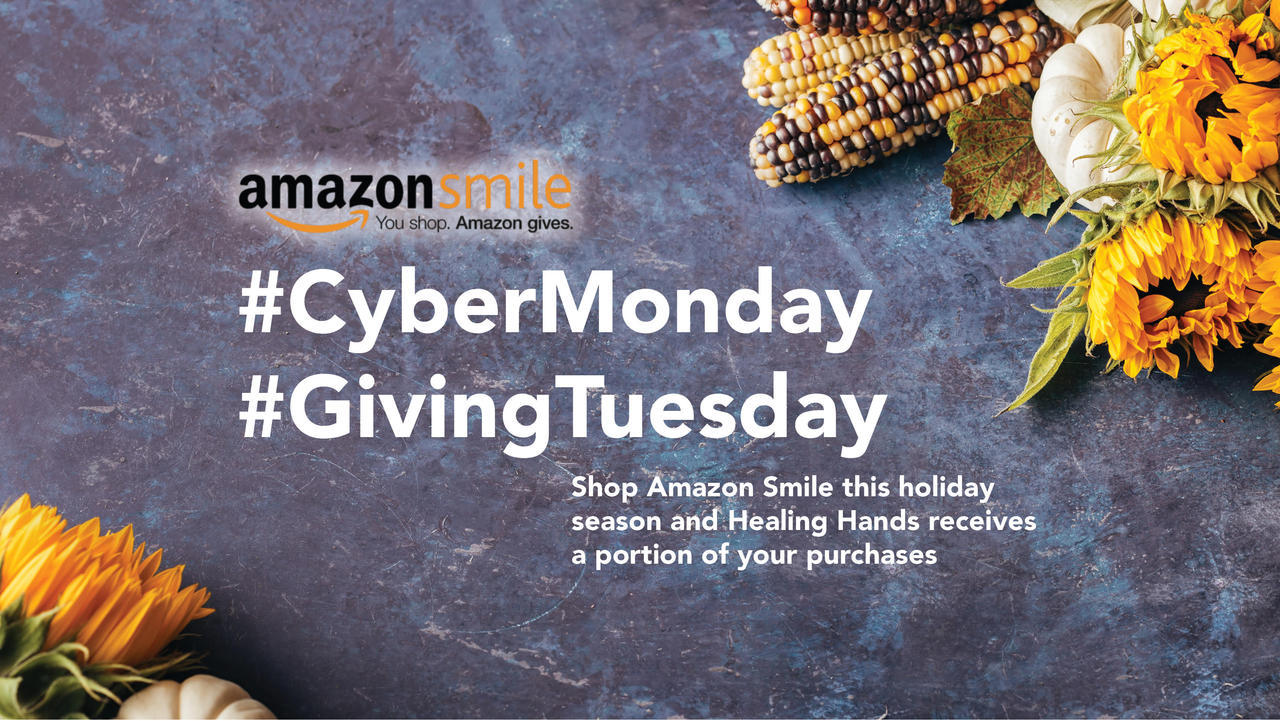 amazonsmile
You shop. Amazon gives.
#CyberMonday
#GivingTuesday
Shop Amazon Smile this holiday
season and Healing Hands receives
a portion of your purchases